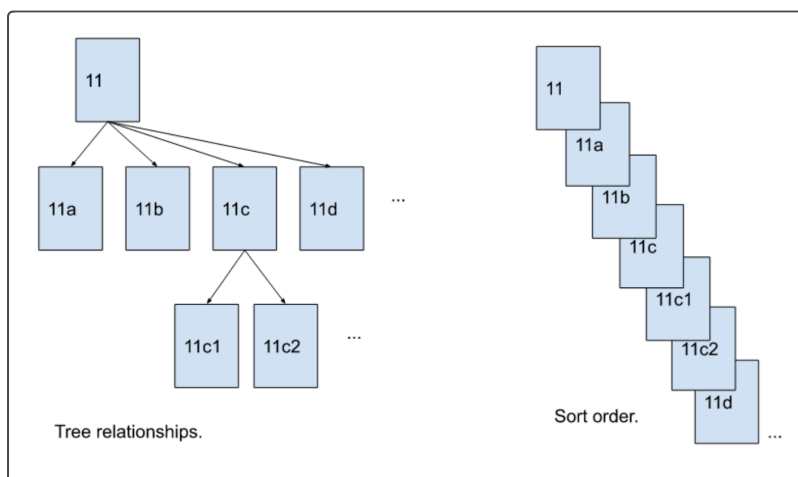 11
11a
11b
11c
11d
...
11c1
11c2
...
Tree relationships.
11
11a
11b
11c
11c1
11c2
11d
...
Sort order.